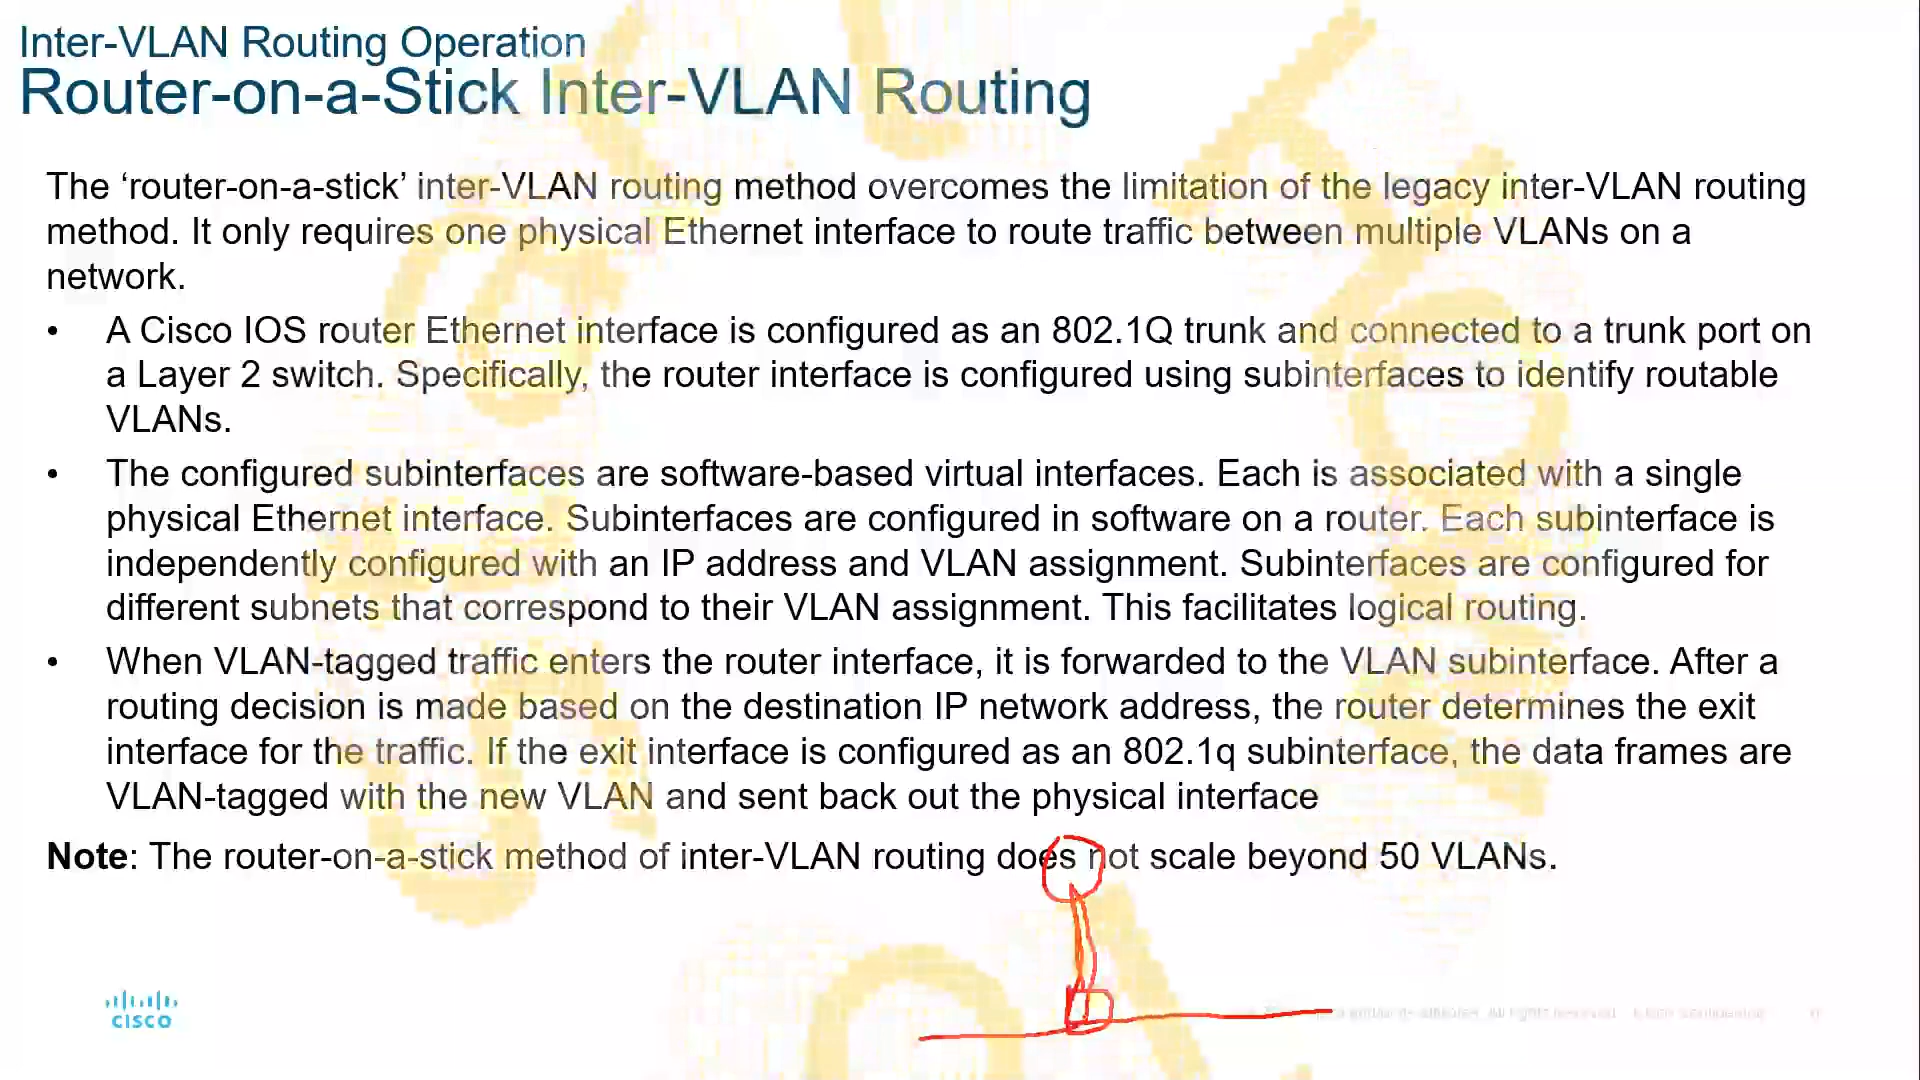 Inter-VLAN Routing Operation
Router-on-a-Stick Inter-VLAN Routing
The ‘router-on-a-stick’ inter-VLAN routing method overcomes the limitation of the legacy inter-VLAN routing
method. It only requires one physical Ethernet interface to route traffic between multiple VLANs on a
network.
• A Cisco IOS router Ethernet interface is configured as an 802.1Q trunk and connected to a trunk port on
a Layer 2 switch. Specifically, the router interface is configured using subinterfaces to identify routable
VLANs.
• The configured subinterfaces are software-based virtual interfaces. Each is associated with a single
physical Ethernet interface. Subinterfaces are configured in software on a router. Each subinterface is
independently configured with an IP address and VLAN assignment. Subinterfaces are configured for
different subnets that correspond to their VLAN assignment. This facilitates logical routing.
• When VLAN-tagged traffic enters the router interface, it is forwarded to the VLAN subinterface. After a
routing decision is made based on the destination IP network address, the router determines the exit
interface for the traffic. If the exit interface is configured as an 802.1q subinterface, the data frames are
VLAN-tagged with the new VLAN and sent back out the physical interface
Note: The router-on-a-stick method of inter-VLAN routing does not scale beyond 50 VLANs.
CISCO
All rights reserved.